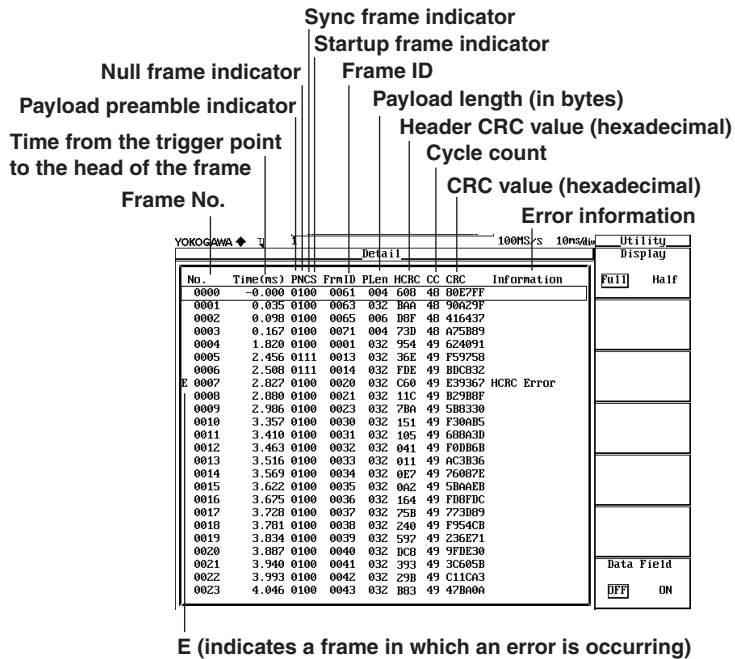 Sync frame indicator
Startup frame indicator
Null frame indicator
Frame ID
Payload preamble indicator
Payload length (in bytes)
Time from the trigger point
to the head of the frame
Header CRC value (hexadecimal)
Cycle count
CRC value (hexadecimal)
Frame No.
Error information
YOKOGAWA ◆ 1 100MS/s 10ms/div Utility
Detail Display
Full Half
No. Time(ms) PNCS FrmID PLen HCRC CC CRC Information
0000 -0.000 0100 0061 004 608 48 80E7FF
0001 0.035 0100 0063 032 BAA 48 90A29F
0002 0.098 0100 0065 006 D8F 48 416437
0003 0.167 0100 0071 004 73D 48 A75B89
0004 1.820 0100 0001 032 954 49 624091
0005 2.456 0111 0013 032 36E 49 F59758
0006 2.508 0111 0014 032 FDE 49 BDC832
E 0007 2.827 0100 0020 032 C60 49 E39367 HCRC Error
0008 2.880 0100 0021 032 11C 49 B29B8F
0009 2.986 0100 0023 032 7BA 49 5B8330
0010 3.357 0100 0030 032 151 49 F30AB5
0011 3.410 0100 0031 032 105 49 688A3D
0012 3.463 0100 0032 032 041 49 F0DB6B
0013 3.516 0100 0033 032 011 49 AC3B36
0014 3.569 0100 0034 032 0E7 49 76087E
0015 3.622 0100 0035 032 0A2 49 5BAAEB
0016 3.675 0100 0036 032 164 49 FD8FDC
0017 3.728 0100 0037 032 75B 49 773D89
0018 3.781 0100 0038 032 240 49 F954CB
0019 3.834 0100 0039 032 597 49 236E71
0020 3.887 0100 0040 032 DC8 49 9FDE30
0021 3.940 0100 0041 032 393 49 3C605B
0022 3.993 0100 0042 032 29B 49 C11CA3
0023 4.046 0100 0043 032 B83 49 47BA0A
Data Field
OFF ON
E (indicates a frame in which an error is occurring)